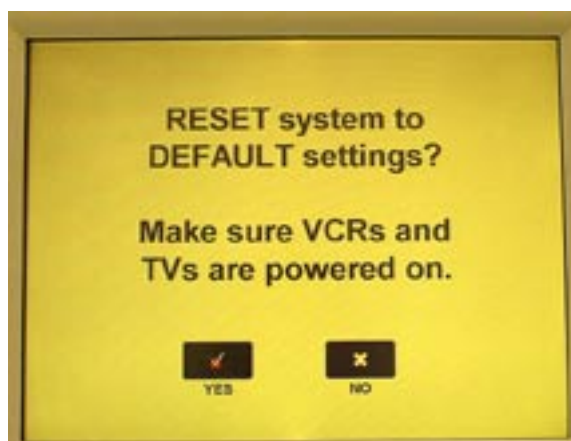 RESET system to
DEFAULT settings?
Make sure VCRs and
TVs are powered on.
YES
NO